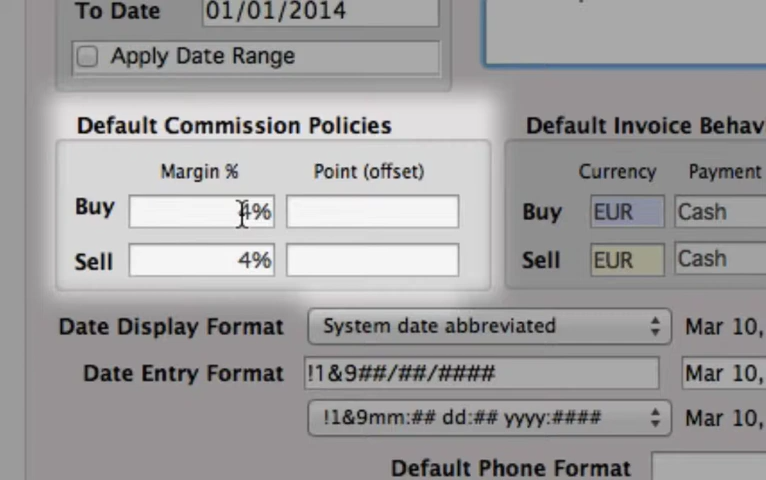 To Date 01/01/2014
Apply Date Range
Default Commission Policies Default Invoice Behav
Margin % Point (offset) Currency Payment
Buy 4% Buy EUR Cash
Sell 4% Sell EUR Cash
Date Display Format System date abbreviated Mar 10,
Date Entry Format !1&9##/##/#### Mar 10,
!1&9mm:## dd:## yyyy:####
Default Phone Format